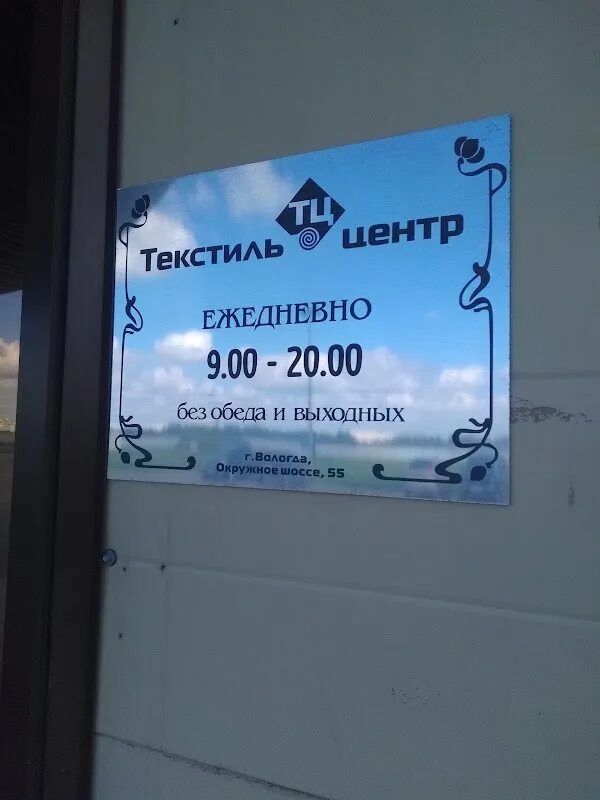 ТЦ
Текстиль центр
ЕЖЕДНЕВНО
9.00 - 20.00
без обеда и выходных
г.Вологда,
Окружное шоссе, 55